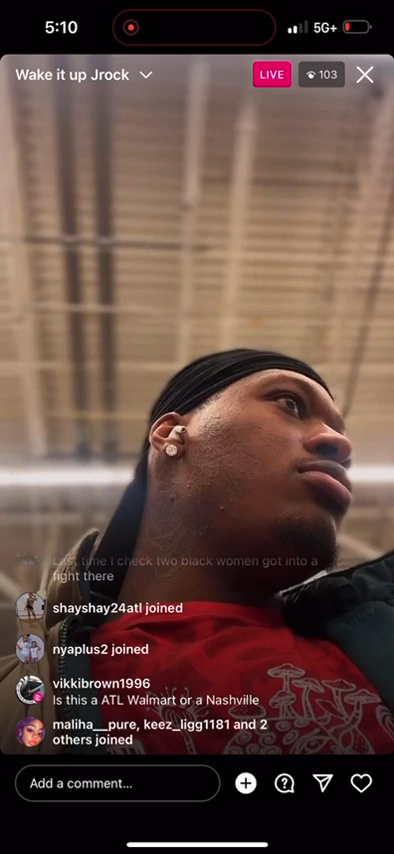 5:10
5G+
Wake it up Jrock
LIVE
103
Last time I check two black women got into a
fight there
shayshay24atl joined
nyaplus2 joined
vikkibrown1996
Is this a ATL Walmart or a Nashville
maliha__pure, keez_ligg1181 and 2
others joined
Add a comment...